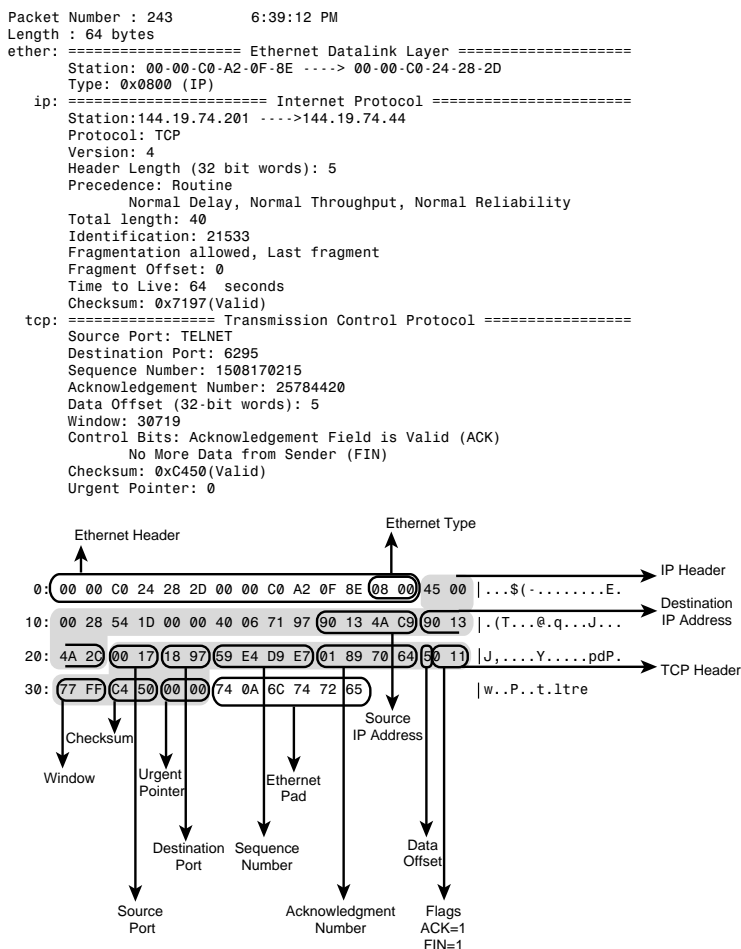 Packet Number : 243 6:39:12 PM
Length : 64 bytes
ether: ==================== Ethernet Datalink Layer ====================
Station: 00-00-C0-A2-0F-8E ----> 00-00-C0-24-28-2D
Type: 0x0800 (IP)
ip: ======================= Internet Protocol =======================
Station:144.19.74.201 ---->144.19.74.44
Protocol: TCP
Version: 4
Header Length (32 bit words): 5
Precedence: Routine
Normal Delay, Normal Throughput, Normal Reliability
Total length: 40
Identification: 21533
Fragmentation allowed, Last fragment
Fragment Offset: 0
Time to Live: 64 seconds
Checksum: 0x7197(Valid)
tcp: ================= Transmission Control Protocol =================
Source Port: TELNET
Destination Port: 6295
Sequence Number: 1508170215
Acknowledgement Number: 25784420
Data Offset (32-bit words): 5
Window: 30719
Control Bits: Acknowledgement Field is Valid (ACK)
No More Data from Sender (FIN)
Checksum: 0xC450(Valid)
Urgent Pointer: 0
Ethernet Header
Ethernet Type
0: 00 00 C0 24 28 2D 00 00 C0 A2 0F 8E 08 00 45 00 |...$(-........E.
IP Header
10: 00 28 54 1D 00 00 40 06 71 97 90 13 4A C9 90 13 |.(T...@.q...J...
Destination
IP Address
20: 4A 2C 00 17 18 97 59 E4 D9 E7 01 89 70 64 50 11 |J,....Y.....pdP.
TCP Header
30: 77 FF C4 50 00 00 74 0A 6C 74 72 65 |w..P..t.ltre
Source
IP Address
Checksum
Window
Urgent
Pointer
Ethernet
Pad
Destination
Port
Sequence
Number
Data
Offset
Source
Port
Acknowledgment
Number
Flags
ACK=1
FIN=1